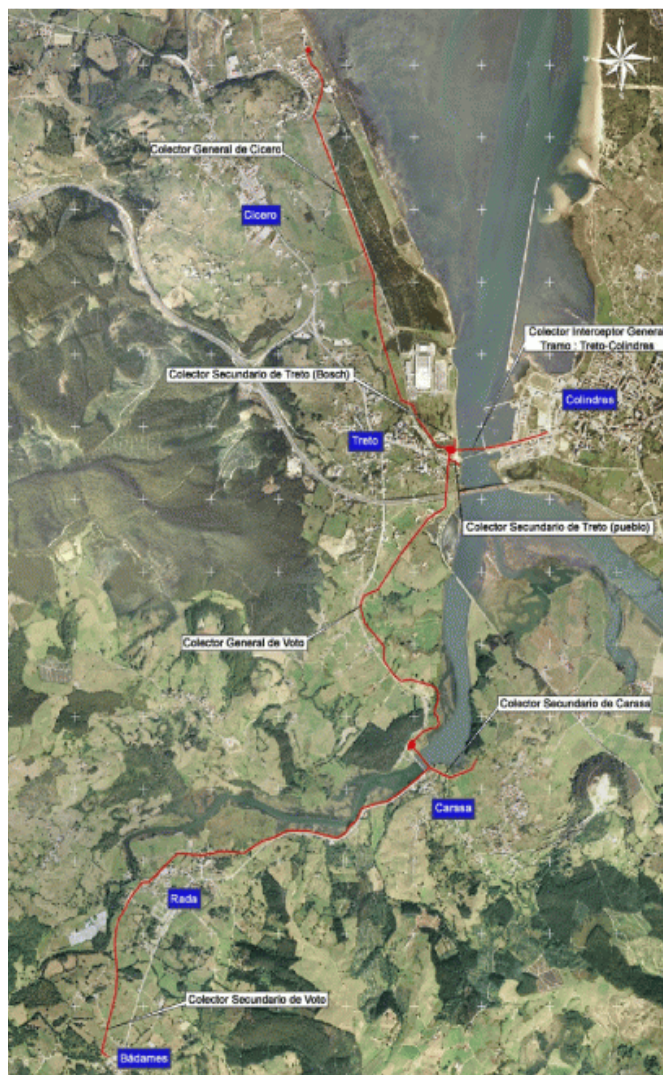 N
W
E
S
Colector General de Cicero
Cicero
Colector Interceptor General
Tramo : Treto-Colindres
Colector Secundario de Treto (Bosch)
Colindres
Treto
Colector Secundario de Treto (pueblo)
Colector General de Voto
Colector Secundario de Carasa
Carasa
Rada
Colector Secundario de Voto
Bádames